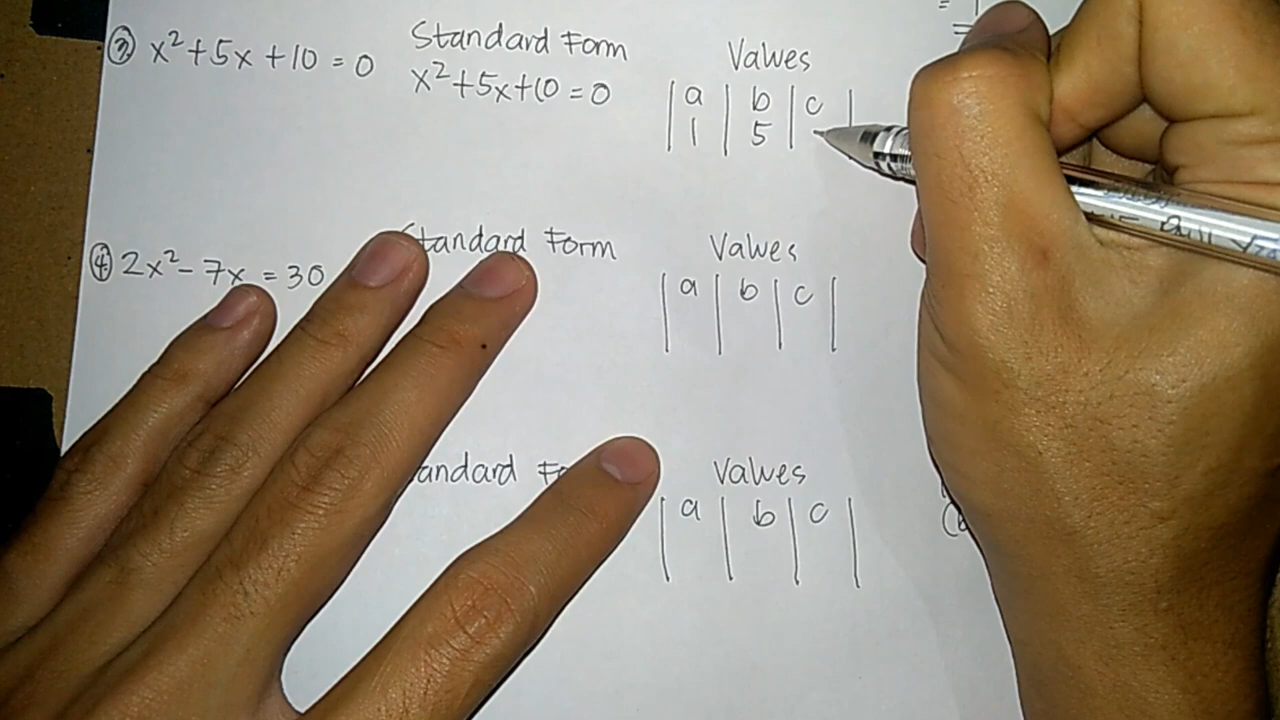 ③ x²+5x+10=0 Standard Form Values
x²+5x+10=0 | a | b | c |
| 1 | 5 |
④ 2x²-7x=30 Standard Form Values
| a | b | c |
andard Values
| a | b | c |